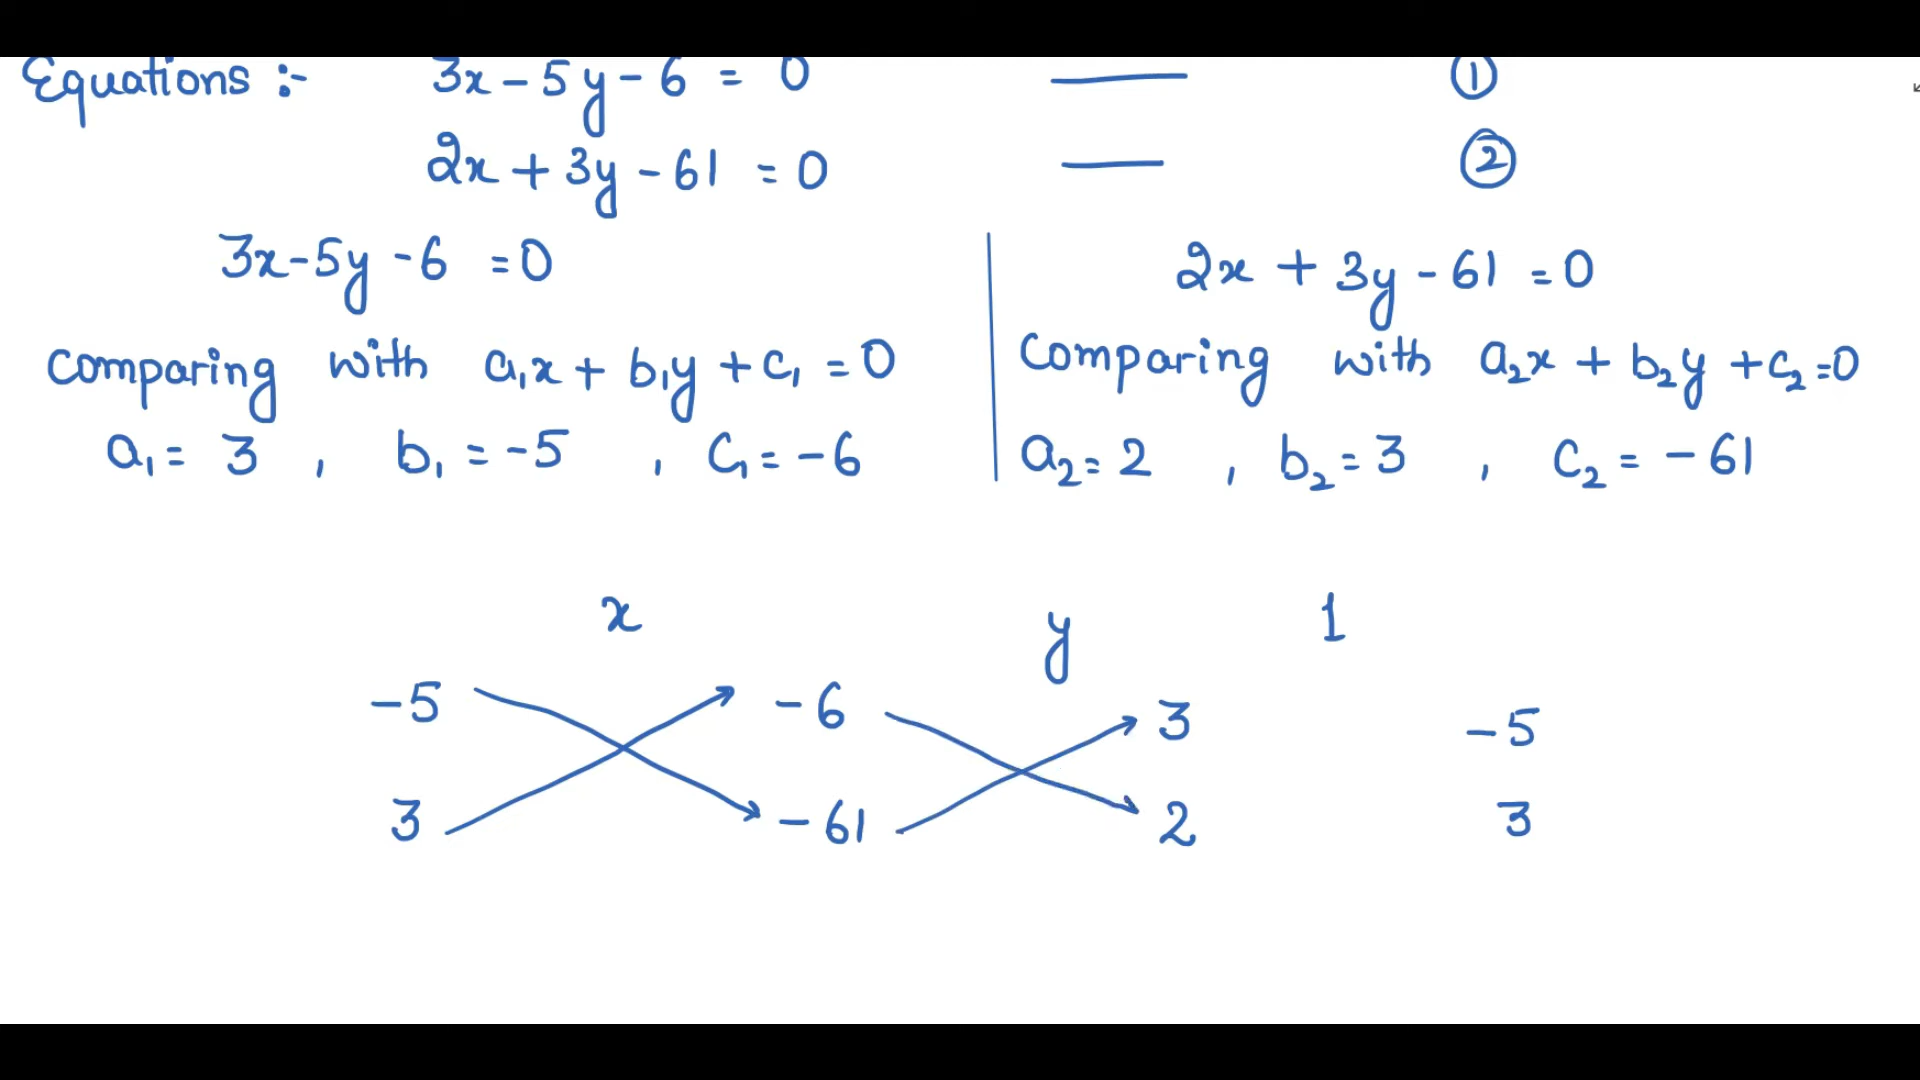 Equations :- 3x - 5y - 6 = 0 —— ①
2x + 3y - 61 = 0 —— ②
3x - 5y - 6 = 0
comparing with a₁x + b₁y + c₁ = 0
a₁ = 3 , b₁ = -5 , C₁ = -6
2x + 3y - 61 = 0
Comparing with a₂x + b₂y + c₂ = 0
a₂ = 2 , b₂ = 3 , C₂ = -61
x y 1
-5 -6 3 -5
3 -61 2 3